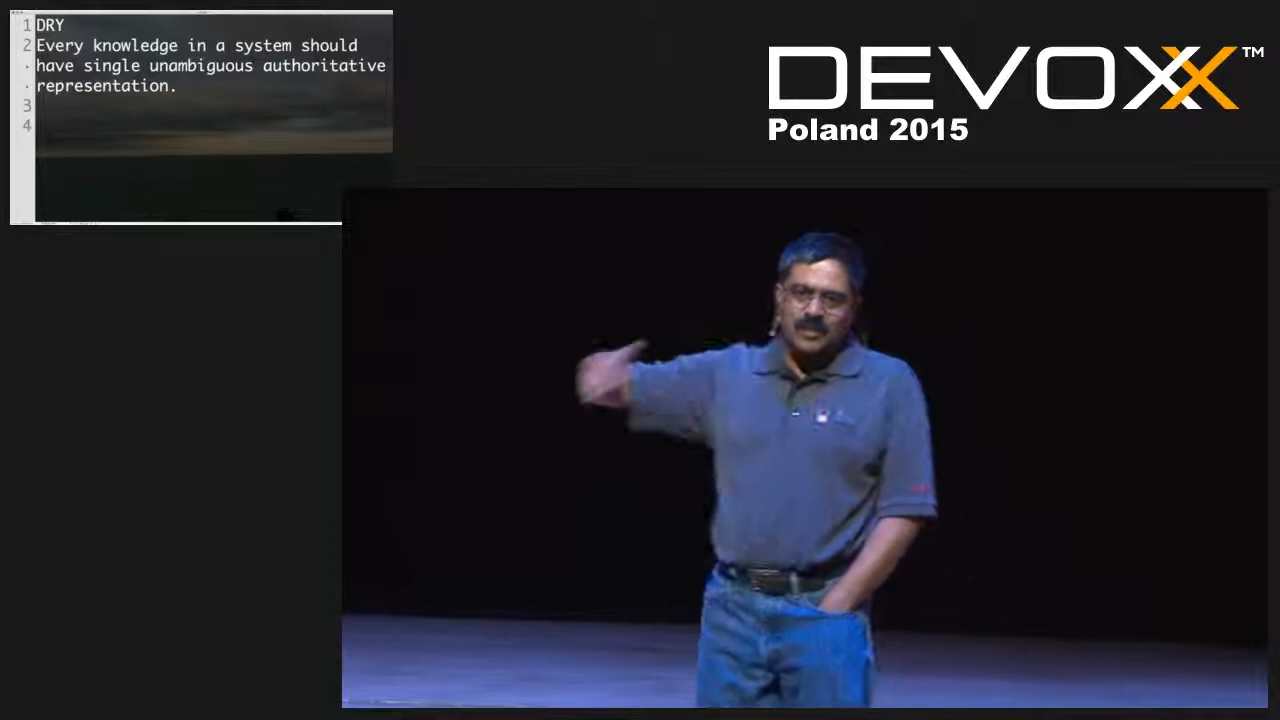 1 DRY
2 Every knowledge in a system should
· have single unambiguous authoritative
· representation.
3
4
DEVOXX™
Poland 2015